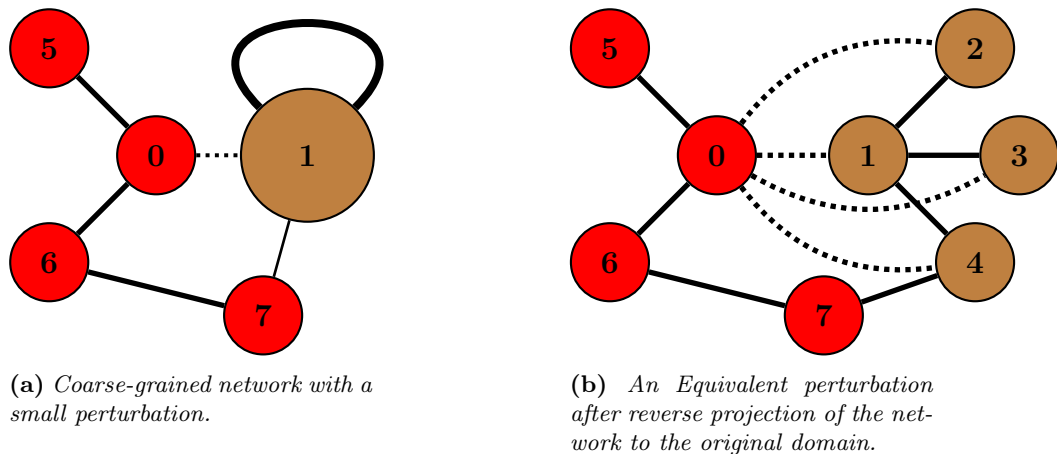 5
0
1
6
7
(a) Coarse-grained network with a
small perturbation.
5
2
0
1
3
6
4
7
(b) An Equivalent perturbation
after reverse projection of the net-
work to the original domain.